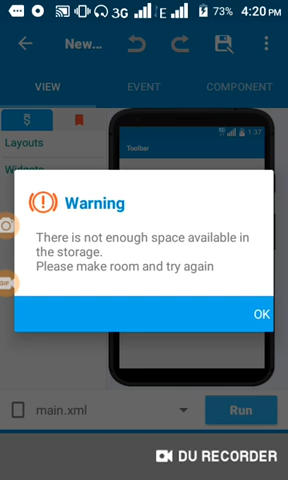 3G E 73% 4:20 PM
New...
VIEW EVENT COMPONENT
Layouts
1:37
Toolbar
Warning
There is not enough space available in
the storage.
Please make room and try again
GIF
OK
main.xml Run
DU RECORDER